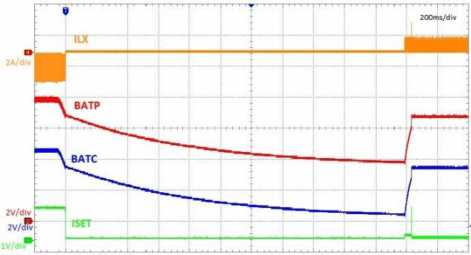 200ms/div
ILX
2A/div
BATP
BATC
2V/div
2V/div
ISET
1V/div